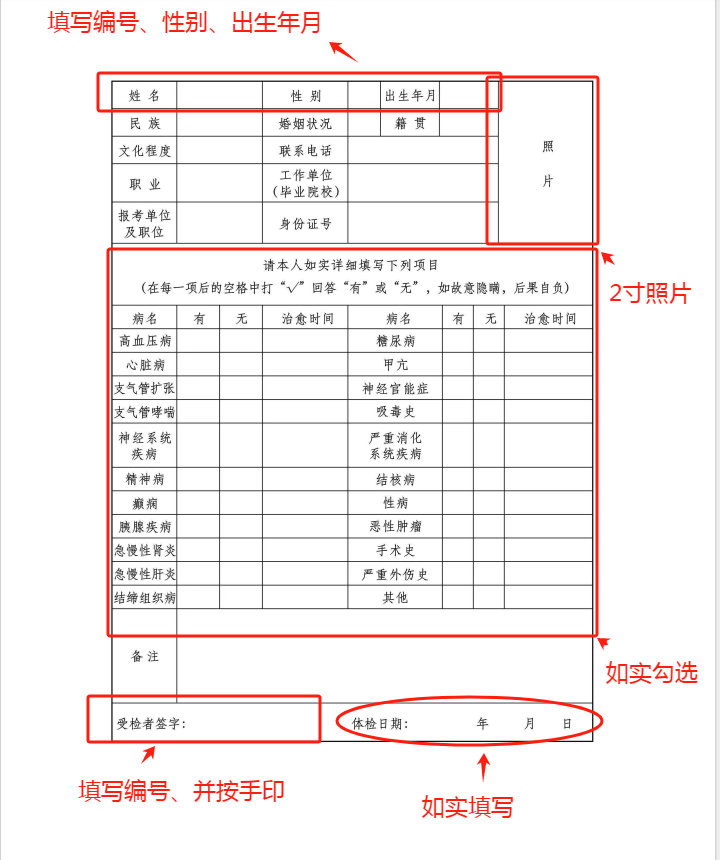 填写编号、性别、出生年月
姓 名 性 别 出生年月
民 族 婚姻状况 籍 贯
照
片
文化程度 联系电话
职 业 工作单位
（毕业院校）
报考单位
及职位 身份证号
请本人如实详细填写下列项目
（在每一项后的空格中打“√”回答“有”或“无”，如故意隐瞒，后果自负）
2寸照片
病名 有 无 治愈时间 病名 有 无 治愈时间
高血压病 糖尿病
心脏病 甲亢
支气管扩张 神经官能症
支气管哮喘 吸毒史
神经系统
疾病 严重消化
系统疾病
精神病 结核病
癫痫 性病
胰腺疾病 恶性肿瘤
急慢性肾炎 手术史
急慢性肝炎 严重外伤史
结缔组织病 其他
备注
如实勾选
受检者签字： 体检日期： 年 月 日
填写编号、并按手印
如实填写